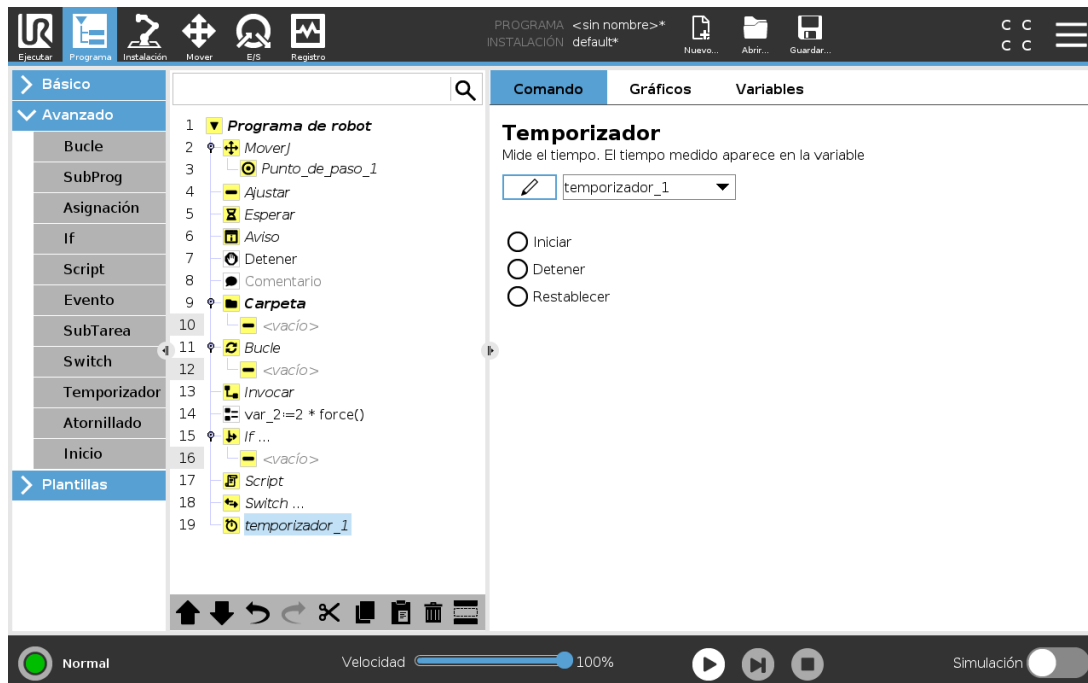 PROGRAMA <sin nombre>*
INSTALACIÓN default*
UR
Ejecutar Programa Instalación Mover E/S Registro
Nuevo... Abrir... Guardar...
C C
C C
Básico
Avanzado
Bucle
SubProg
Asignación
If
Script
Evento
SubTarea
Switch
Temporizador
Atornillado
Inicio
Plantillas
1 Programa de robot
2 MoverJ
3 Punto_de_paso_1
4 Ajustar
5 Esperar
6 Aviso
7 Detener
8 Comentario
9 Carpeta
10 <vacío>
11 Bucle
12 <vacío>
13 Invocar
14 var_2:=2 * force()
15 If ...
16 <vacío>
17 Script
18 Switch ...
19 temporizador_1
Comando Gráficos Variables
Temporizador
Mide el tiempo. El tiempo medido aparece en la variable
temporizador_1
Iniciar
Detener
Restablecer
Normal
Velocidad 100%
Simulación